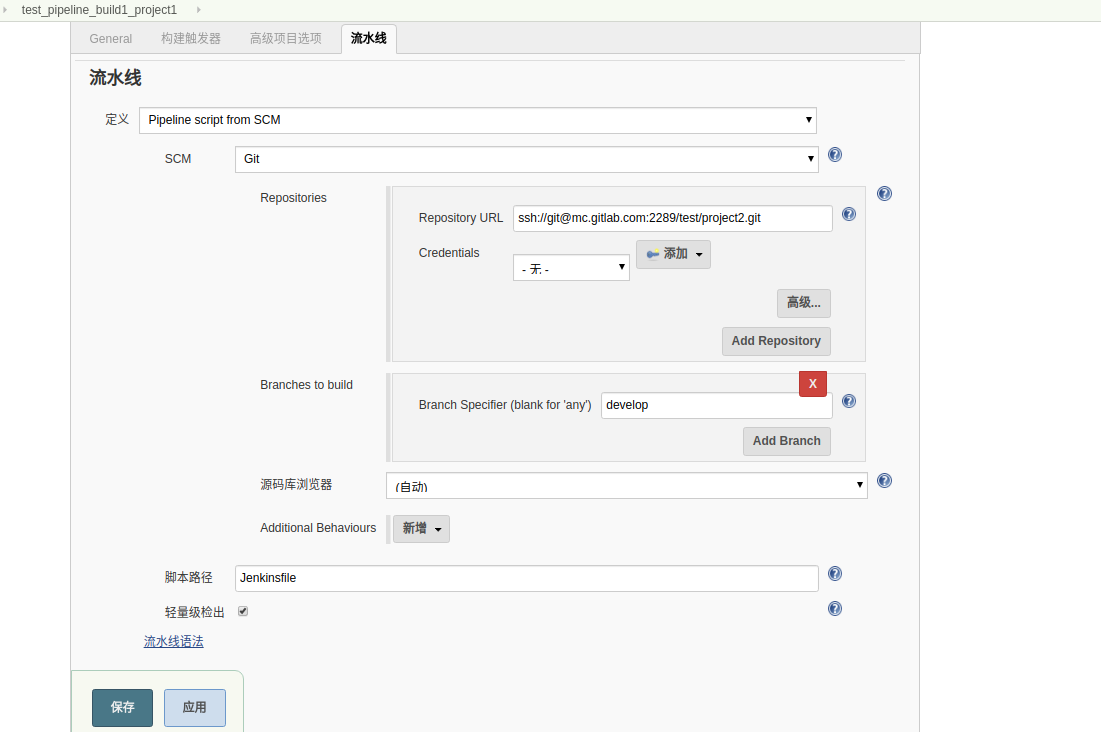 test_pipeline_build1_project1
General 构建触发器 高级项目选项 流水线
流水线
定义 Pipeline script from SCM
SCM Git
Repositories
Repository URL ssh://git@mc.gitlab.com:2289/test/project2.git
Credentials - 无 - 添加
高级...
Add Repository
Branches to build X
Branch Specifier (blank for 'any') develop
Add Branch
源码库浏览器 (自动)
Additional Behaviours 新增
脚本路径 Jenkinsfile
轻量级检出
流水线语法
保存 应用